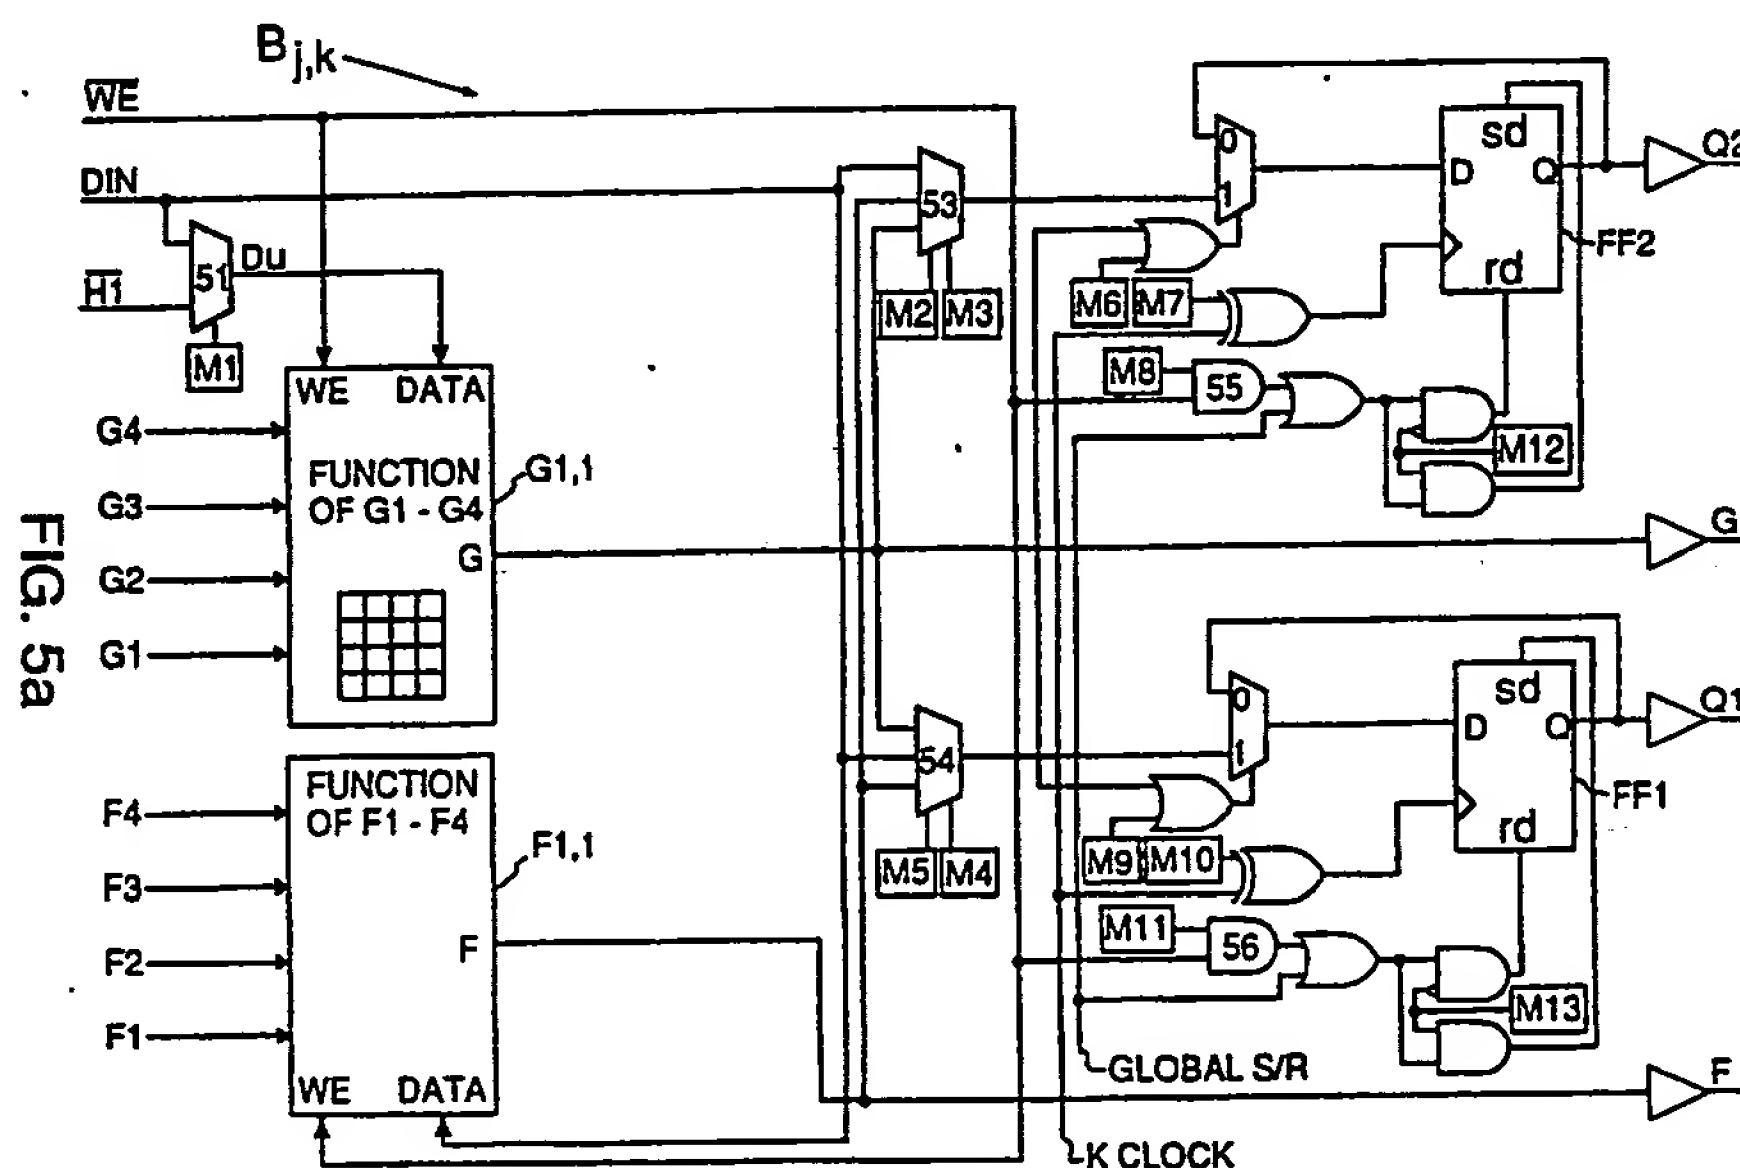 B j,k
WE
DIN
H1
51
Du
M1
WE DATA
FUNCTION
OF G1 - G4
G
G4
G3
G2
G1
G1,1
FUNCTION
OF F1 - F4
F
WE DATA
F4
F3
F2
F1
F1,1
53
M2 M3
54
M5 M4
0
1
M6 M7
M8
55
D sd Q
rd
FF2
M12
Q2
G
0
1
M9 M10
M11
56
D sd Q
rd
FF1
M13
Q1
F
GLOBAL S/R
K CLOCK
FIG. 5a